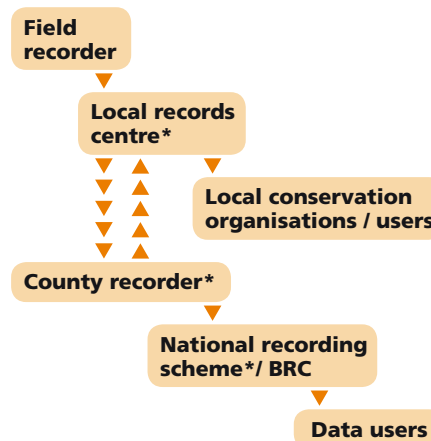 Field
recorder
Local records
centre*
Local conservation
organisations / users
County recorder*
National recording
scheme*/ BRC
Data users